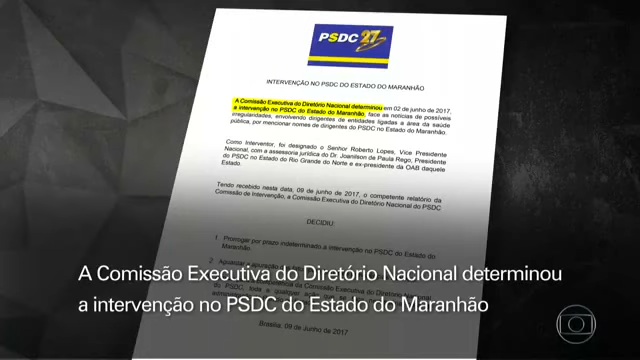 PSDC 27
INTERVENÇÃO NO PSDC DO ESTADO DO MARANHÃO
A Comissão Executiva do Diretório Nacional determinou em 02 de junho de 2017,
a intervenção no PSDC do Estado do Maranhão, face as notícias de possíveis
irregularidades, envolvendo dirigentes de entidades ligadas a área da saúde
pública, por mencionar nomes de dirigentes do PSDC no Estado do Maranhão.
Como Interventor, foi designado o Senhor Roberto Lopes, Vice Presidente
Nacional, com a assessoria jurídica do Dr. Joanilson de Paula Rego, Presidente
do PSDC no Estado do Rio Grande do Norte e ex-presidente da OAB daquele
Estado.
Tendo recebido nesta data, 09 de junho de 2017, o competente relatório da
Comissão de Intervenção, a Comissão Executiva do Diretório Nacional do PSDC
DECIDIU:
1. Prorrogar por prazo indeterminado a intervenção no PSDC do Estado do
Maranhão.
2. Aguardar a apuração
A Comissão Executiva do Diretório Nacional determinou
a intervenção no PSDC do Estado do Maranhão
Brasília, 09 de Junho de 2017